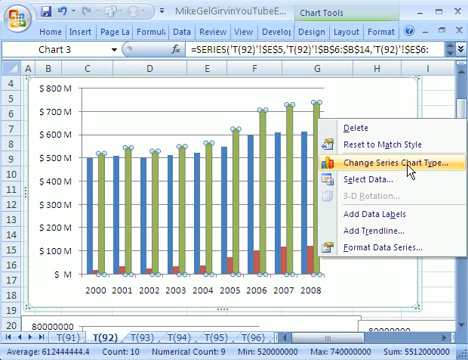 MikeGelGirvinYouTubeE...
Chart Tools
Home
Insert
Page La
Formula
Data
Review
View
Develo
Design
Layout
Format
Chart 3
=SERIES('T(92)'!$E$5,'T(92)'!$B$6:$B$14,'T(92)'!$E$6:
A B C D E F G H I
4
5
6
7
8
9
10
11
12
13
14
15
16
17
18
19
20
$ 800 M
$ 700 M
$ 600 M
$ 500 M
$ 400 M
$ 300 M
$ 200 M
$ 100 M
$ M
2000 2001 2002 2003 2004 2005 2006 2007 2008
Delete
Reset to Match Style
Change Series Chart Type...
Select Data...
3-D Rotation...
Add Data Labels
Add Trendline...
Format Data Series...
80000000
80000000
T(91) T(92) T(93) T(94) T(95) T(96)
Average: 612444444.4 Count: 10 Numerical Count: 9 Min: 520000000 Max: 740000000 Sum: 5512000000